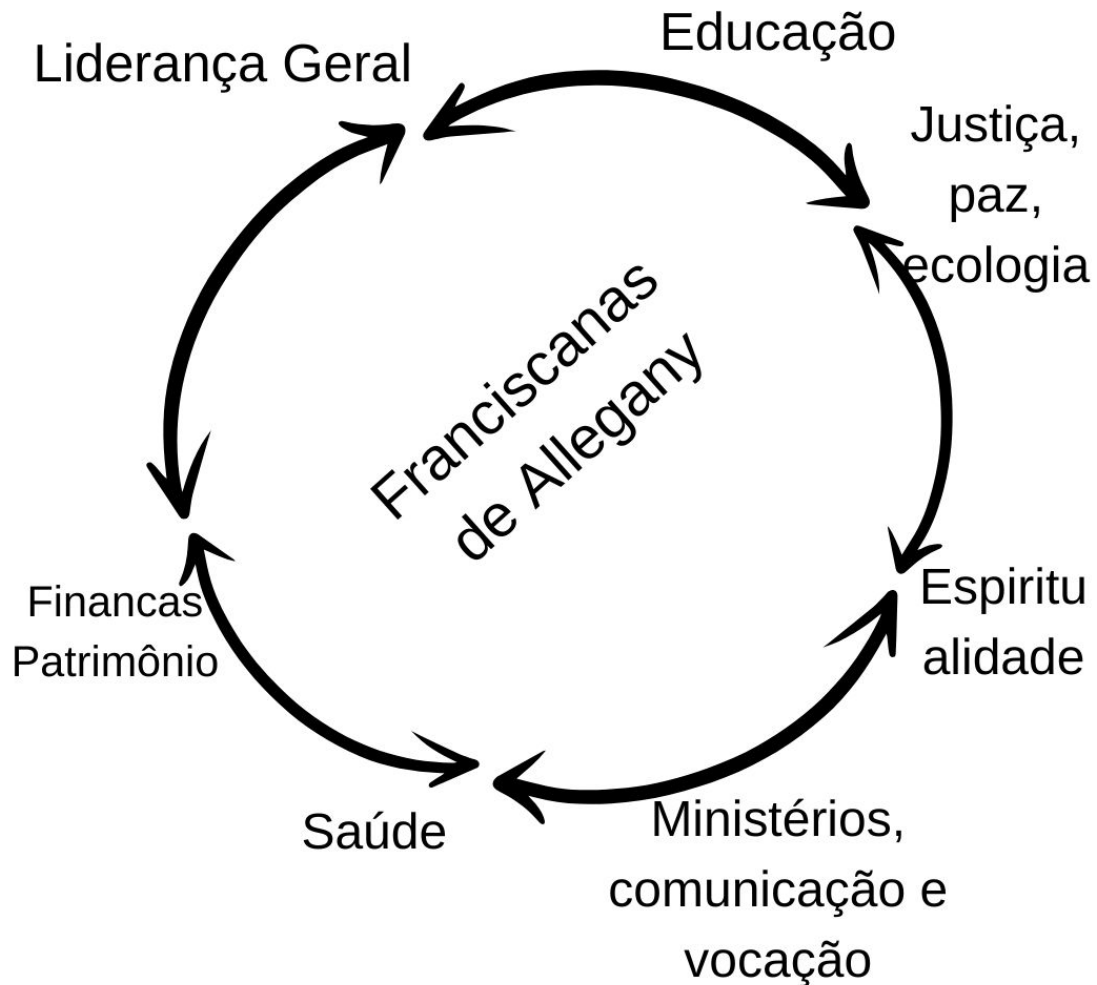 Liderança Geral
Educação
Justiça,
paz,
ecologia
Franciscanas
de Allegany
Espiritu
alidade
Financas
Patrimônio
Saúde
Ministérios,
comunicação e
vocação